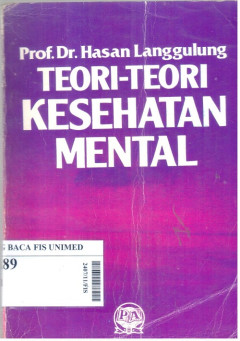 Prof. Dr. Hasan Langgulung
TEORI-TEORI
KESEHATAN
MENTAL
BACA FIS UNIMED
89